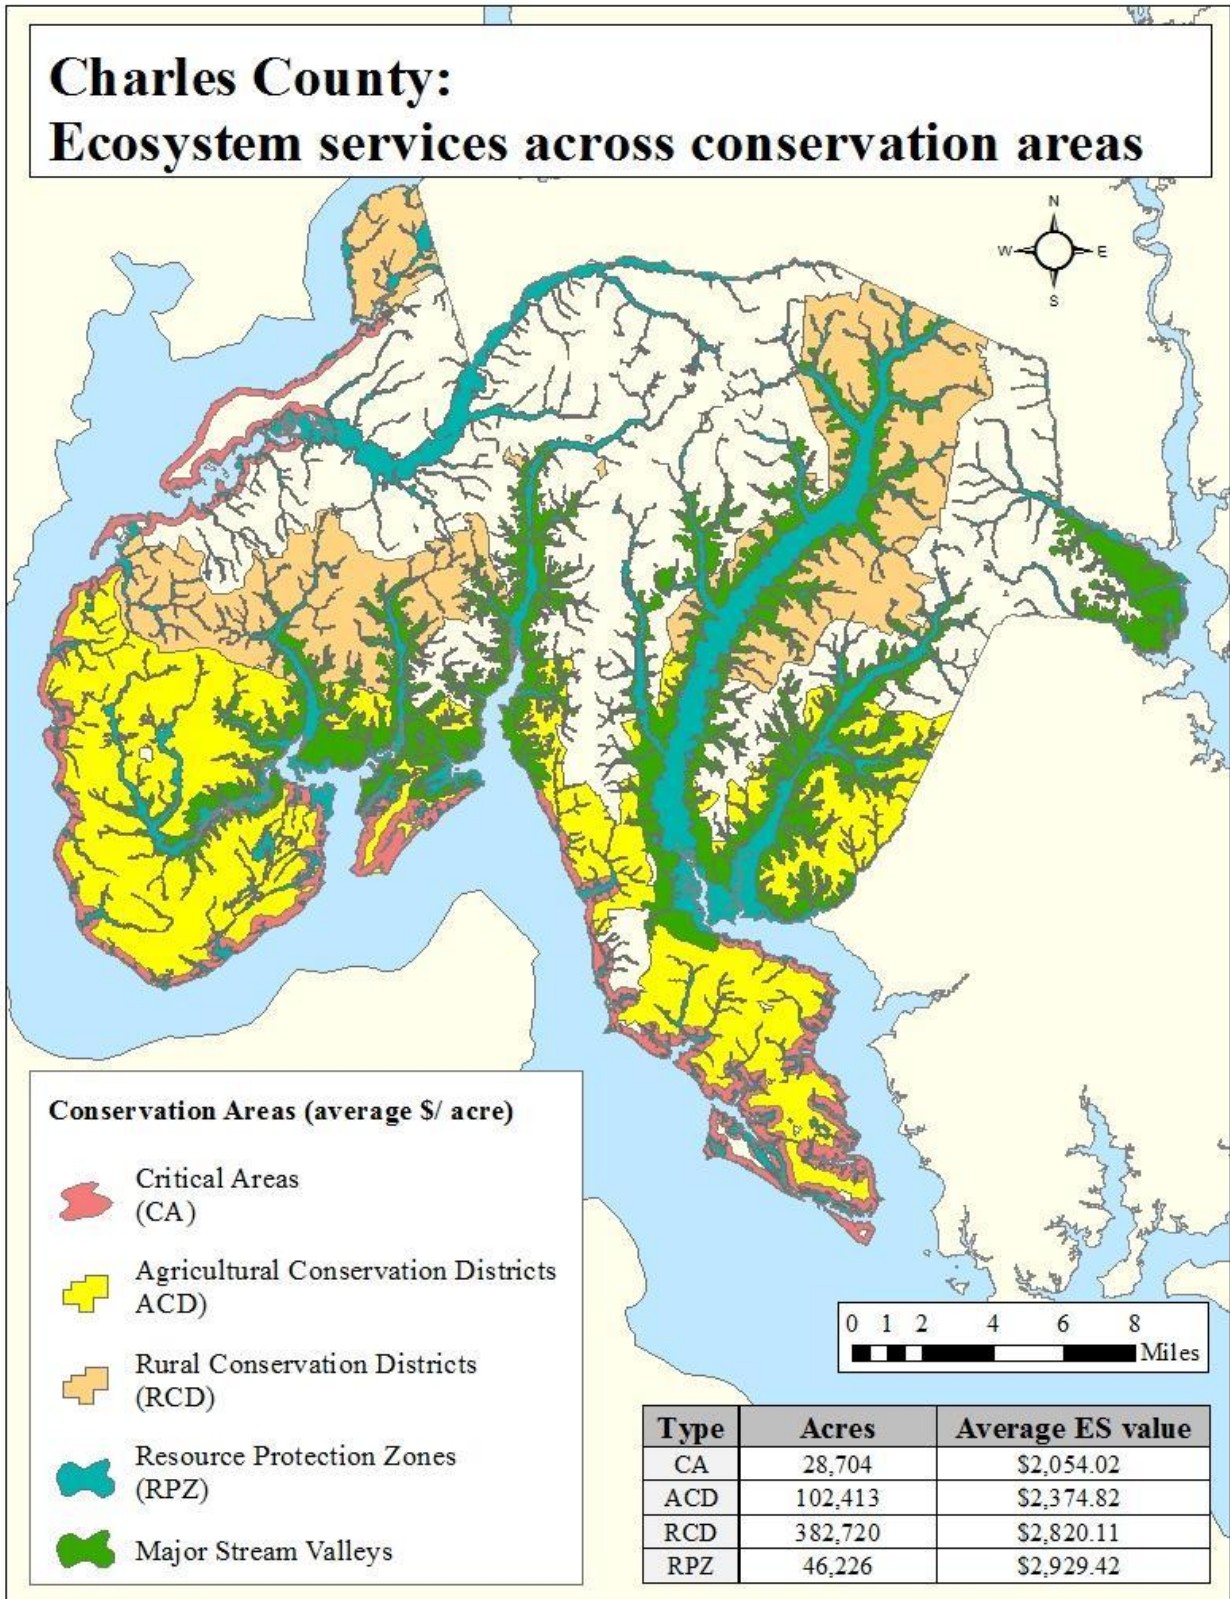 Charles County:
Ecosystem services across conservation areas
N
W E
S
Conservation Areas (average $/ acre)
Critical Areas
(CA)
Agricultural Conservation Districts
ACD)
Rural Conservation Districts
(RCD)
Resource Protection Zones
(RPZ)
Major Stream Valleys
0 1 2 4 6 8
Miles
Type Acres Average ES value
CA 28,704 $2,054.02
ACD 102,413 $2,374.82
RCD 382,720 $2,820.11
RPZ 46,226 $2,929.42